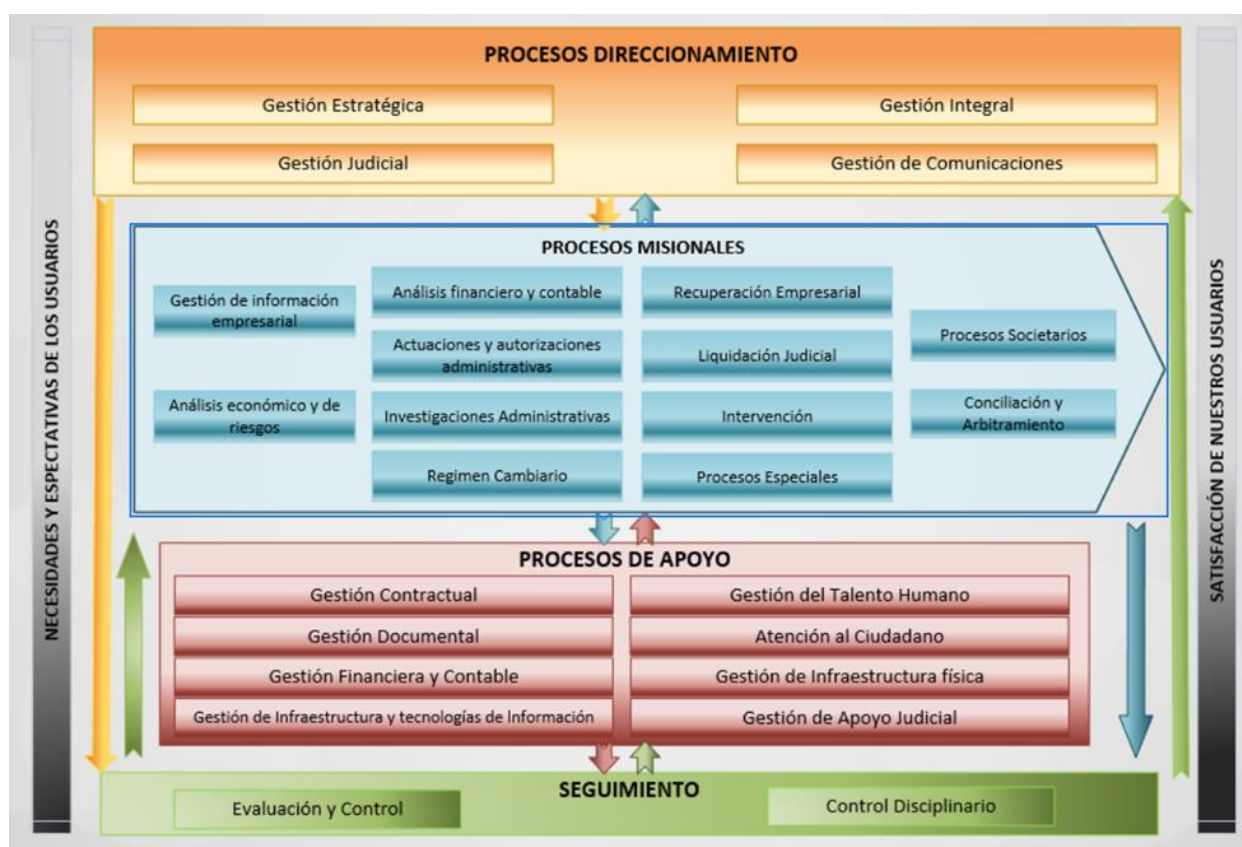 PROCESOS DIRECCIONAMIENTO
Gestión Estratégica
Gestión Integral
Gestión Judicial
Gestión de Comunicaciones
NECESIDADES Y ESPECTATIVAS DE LOS USUARIOS
PROCESOS MISIONALES
Gestión de información
empresarial
Análisis económico y de
riesgos
Análisis financiero y contable
Actuaciones y autorizaciones
administrativas
Investigaciones Administrativas
Regimen Cambiario
Recuperación Empresarial
Liquidación Judicial
Intervención
Procesos Especiales
Procesos Societarios
Conciliación y
Arbitramiento
SATISFACCIÓN DE NUESTROS USUARIOS
PROCESOS DE APOYO
Gestión Contractual
Gestión del Talento Humano
Gestión Documental
Atención al Ciudadano
Gestión Financiera y Contable
Gestión de Infraestructura física
Gestión de Infraestructura y tecnologías de Información
Gestión de Apoyo Judicial
SEGUIMIENTO
Evaluación y Control
Control Disciplinario